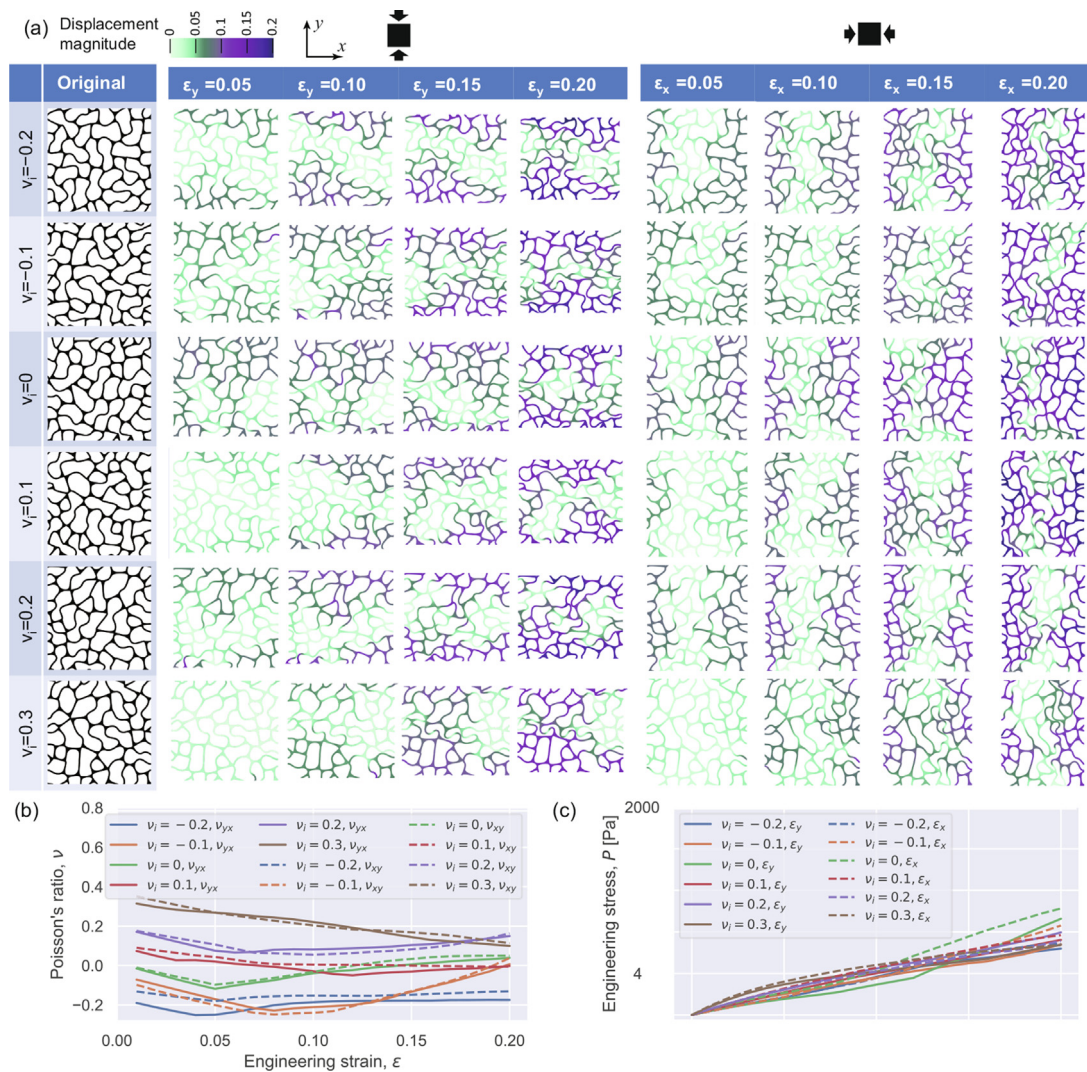 (a) Displacement magnitude
0 0.05 0.1 0.15 0.2
y
x
Original ε_y =0.05 ε_y =0.10 ε_y =0.15 ε_y =0.20 ε_x =0.05 ε_x =0.10 ε_x =0.15 ε_x =0.20
ν_i=−0.2
ν_i=−0.1
ν_i=0
ν_i=0.1
ν_i=0.2
ν_i=0.3
(b)
Poisson's ratio, ν
0.8
0.6
0.4
0.2
0.0
−0.2
0.00 0.05 0.10 0.15 0.20
Engineering strain, ε
ν_i = −0.2, ν_yx ν_i = 0.2, ν_yx ν_i = 0, ν_xy
ν_i = −0.1, ν_yx ν_i = 0.3, ν_yx ν_i = 0.1, ν_xy
ν_i = 0, ν_yx ν_i = −0.2, ν_xy ν_i = 0.2, ν_xy
ν_i = 0.1, ν_yx ν_i = −0.1, ν_xy ν_i = 0.3, ν_xy
(c)
Engineering stress, P [Pa]
2000
4
ν_i = −0.2, ε_y ν_i = −0.2, ε_x
ν_i = −0.1, ε_y ν_i = −0.1, ε_x
ν_i = 0, ε_y ν_i = 0, ε_x
ν_i = 0.1, ε_y ν_i = 0.1, ε_x
ν_i = 0.2, ε_y ν_i = 0.2, ε_x
ν_i = 0.3, ε_y ν_i = 0.3, ε_x